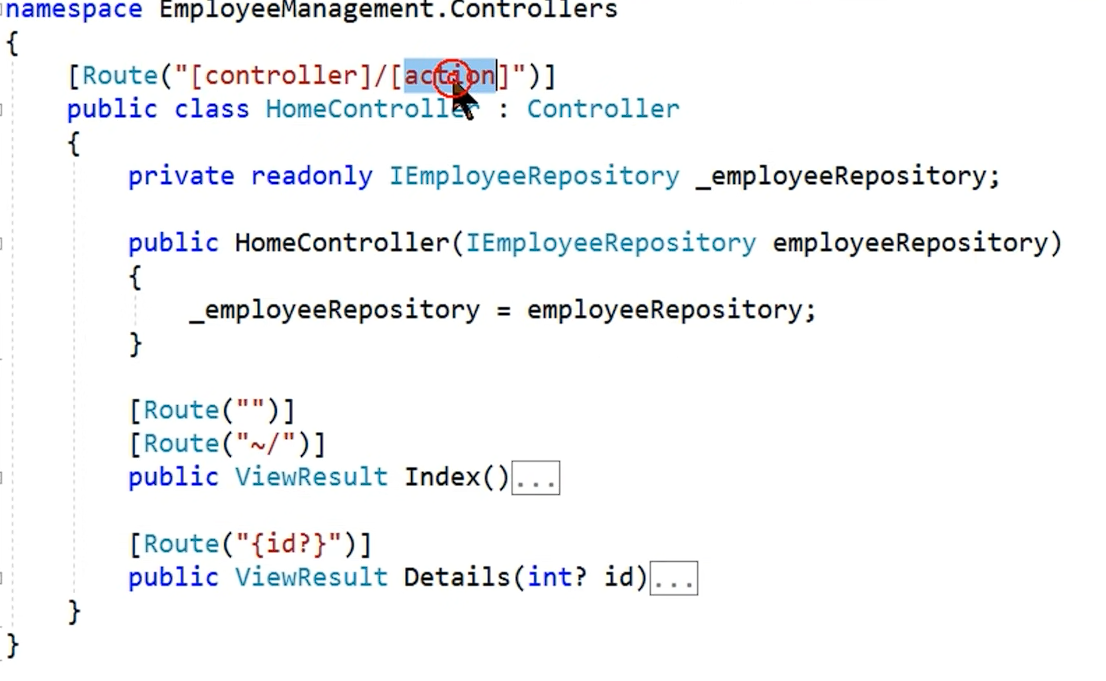 namespace EmployeeManagement.Controllers
{
[Route("[controller]/[action]")]
public class HomeController : Controller
{
private readonly IEmployeeRepository _employeeRepository;
public HomeController(IEmployeeRepository employeeRepository)
{
_employeeRepository = employeeRepository;
}
[Route("")]
[Route("~/")]
public ViewResult Index()...
[Route("{id?}")]
public ViewResult Details(int? id)...
}
}